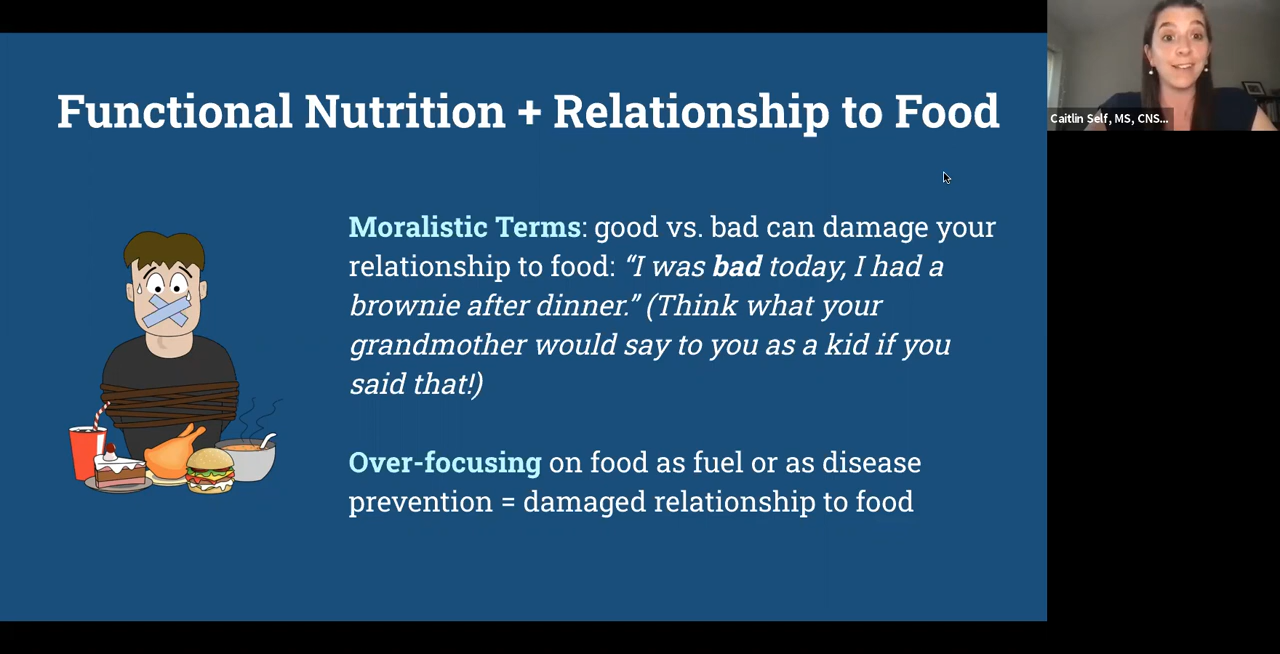 Functional Nutrition + Relationship to Food
Caitlin Self, MS, CNS...
Moralistic Terms: good vs. bad can damage your
relationship to food: “I was bad today, I had a
brownie after dinner.” (Think what your
grandmother would say to you as a kid if you
said that!)
Over-focusing on food as fuel or as disease
prevention = damaged relationship to food